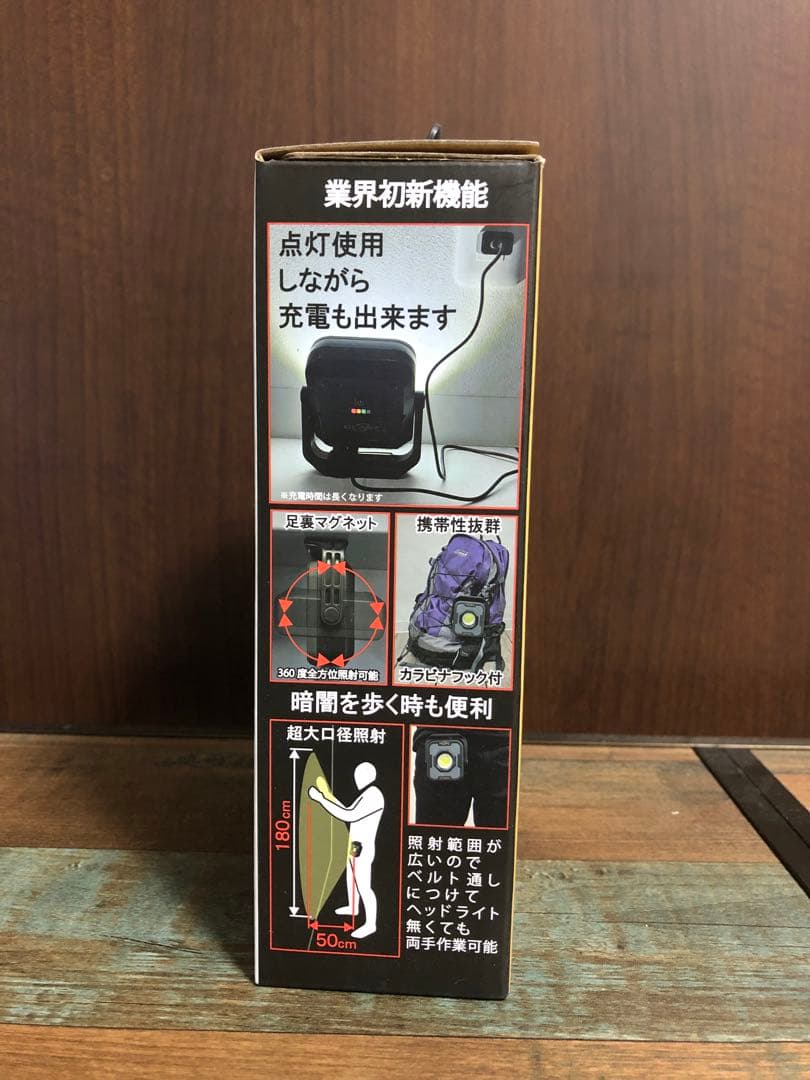 業界初新機能
点灯使用
しながら
充電も出来ます
※充電時間は長くなります
足裏マグネット
360度全方位照射可能
携帯性抜群
カラビナフック付
暗闇を歩く時も便利
超大口径照射
180cm
50cm
照射範囲が
広いので
ベルト通し
につけて
ヘッドライト
無くても
両手作業可能